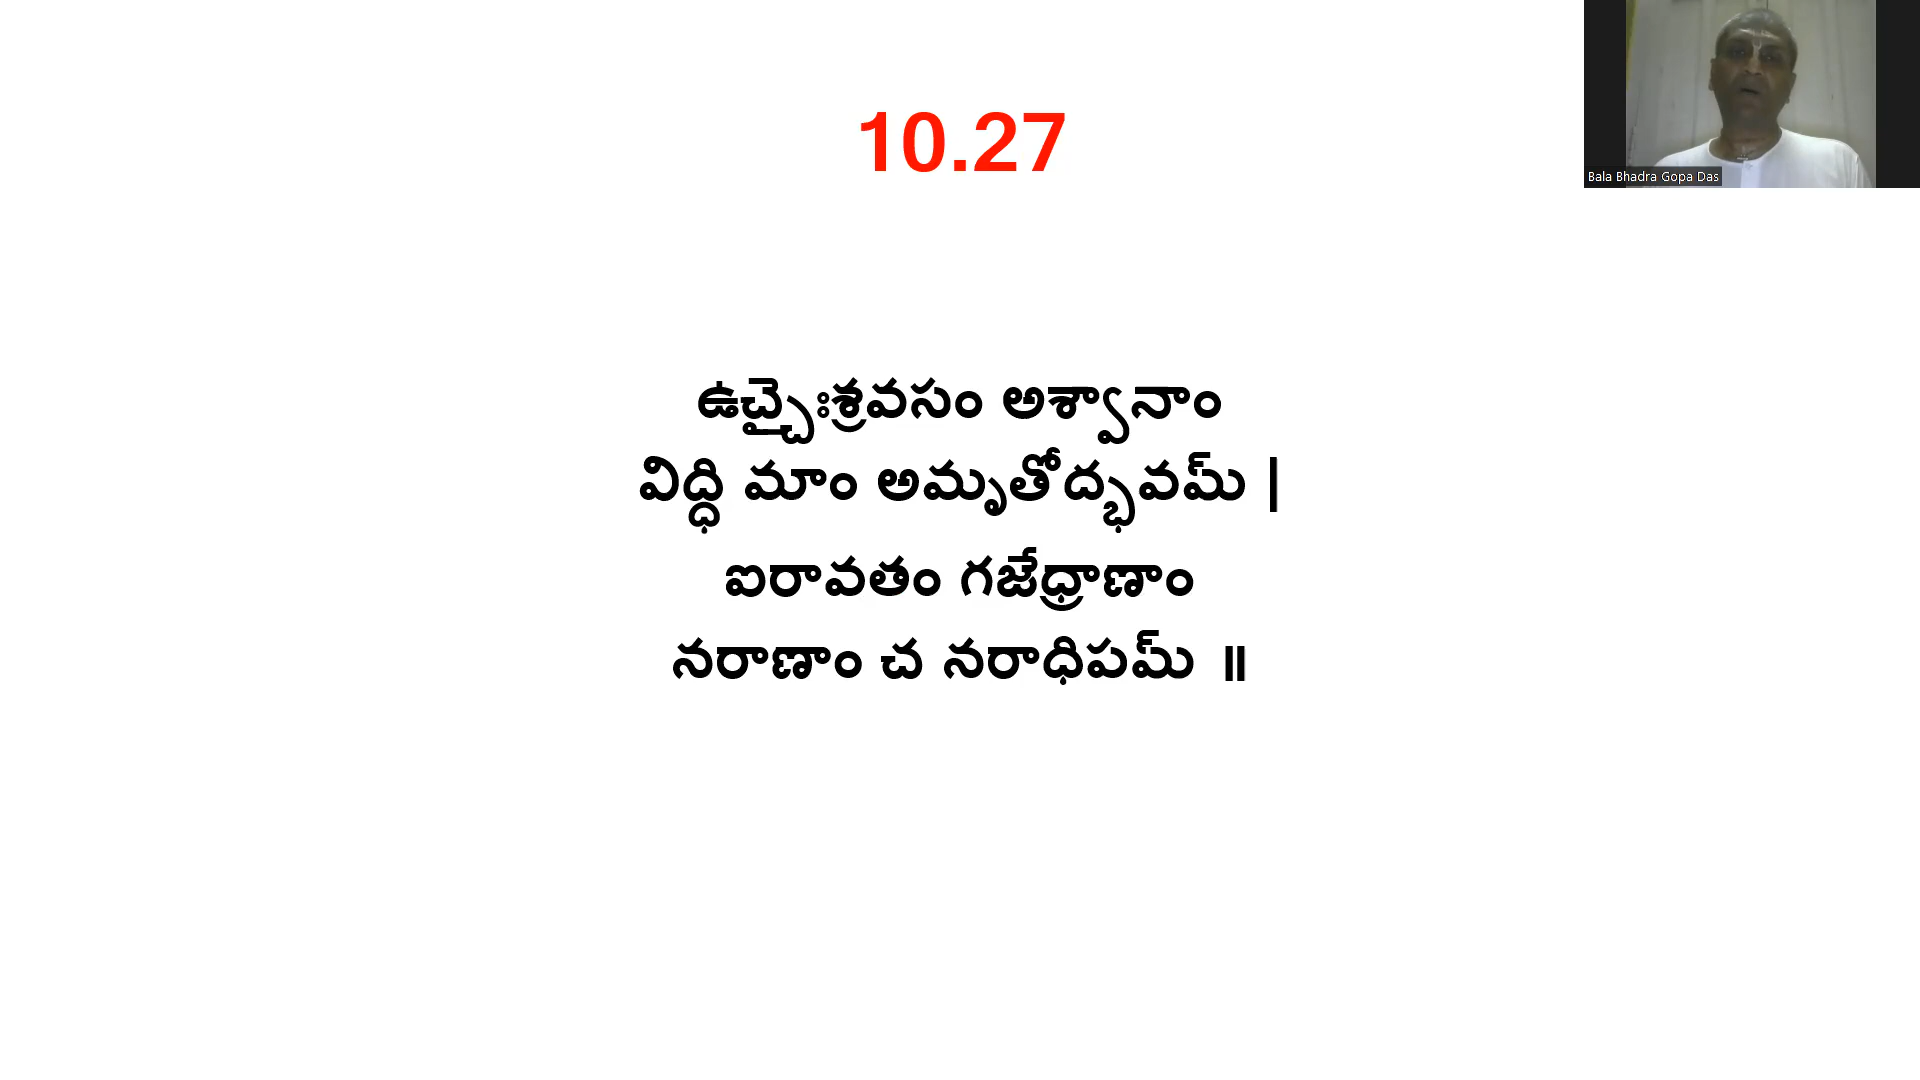 10.27
Bala Bhadra Gopa Das
ఉచ్చైఃశ్రవసం అశ్వానాం
విద్ధి మాం అమృతోద్భవమ్ |
ఐరావతం గజేధ్రాణాం
నరాణాం చ నరాధిపమ్ ॥